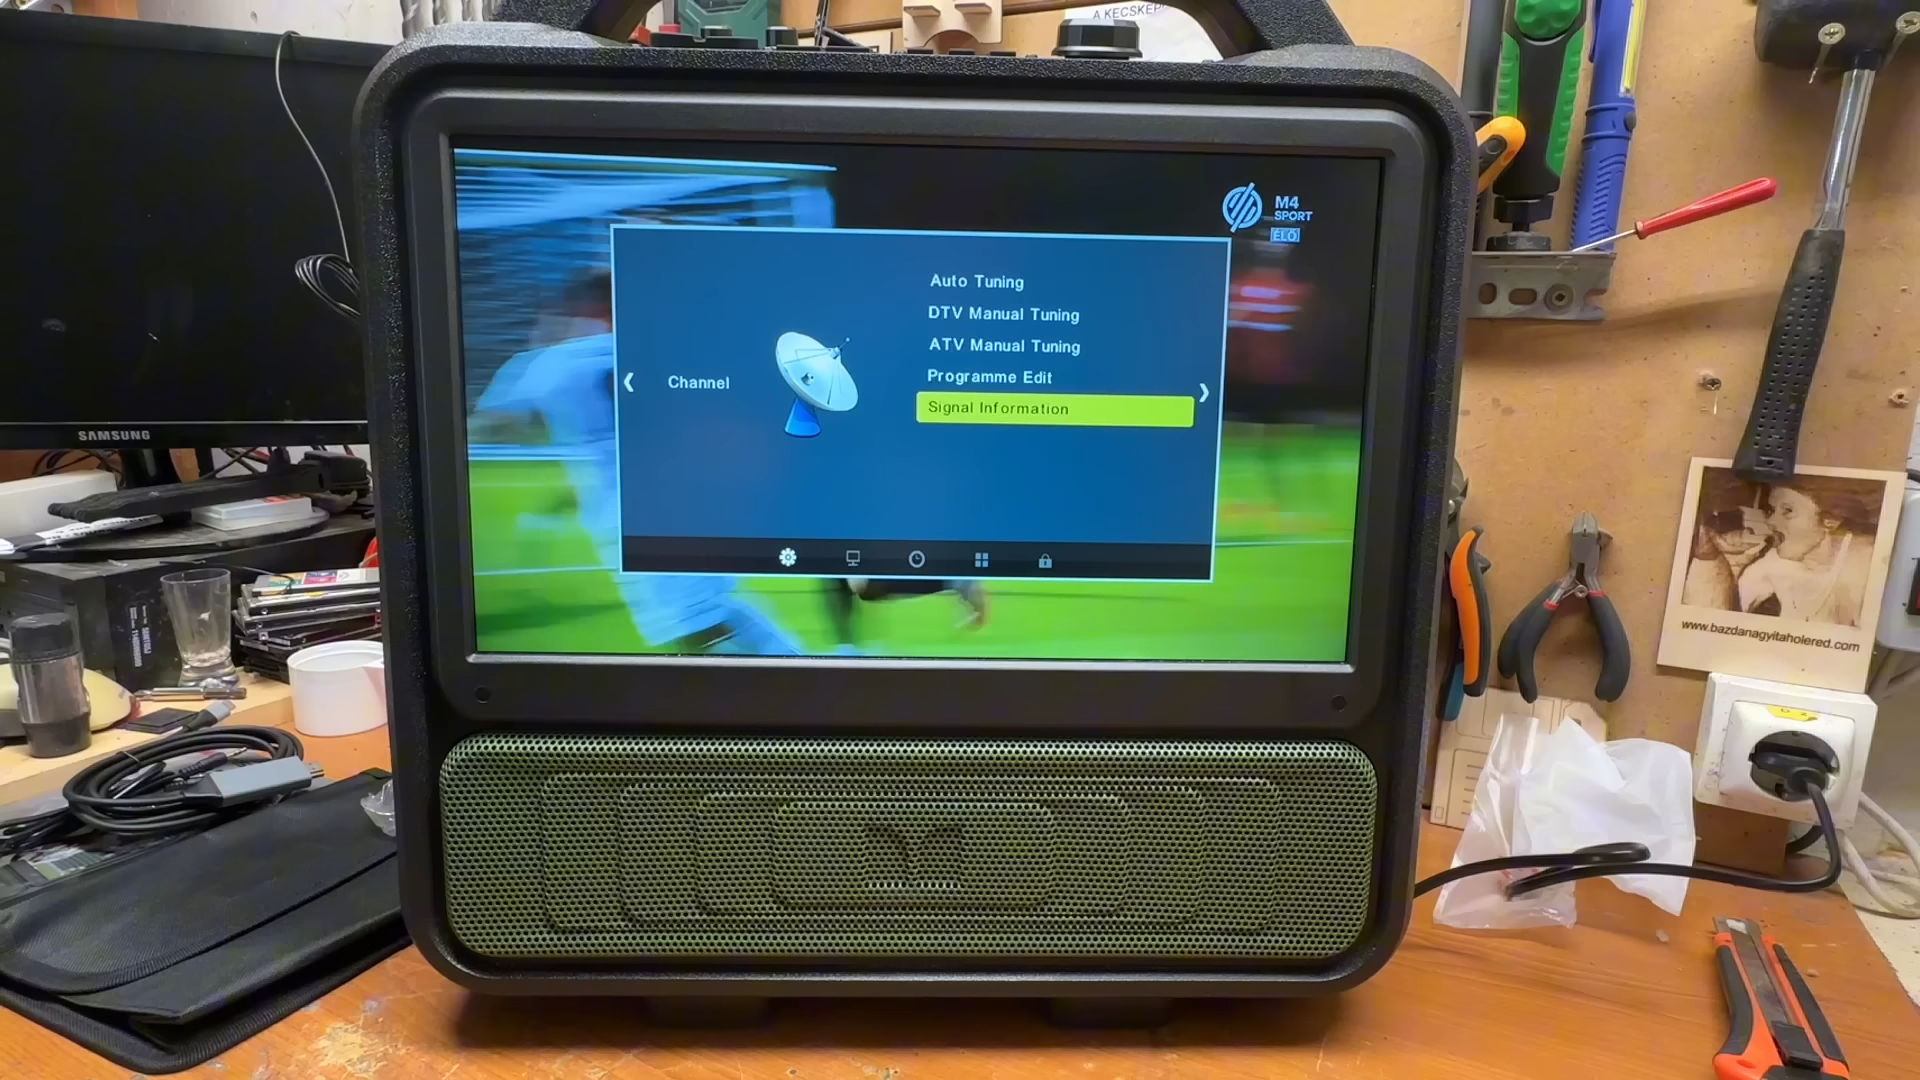 A KECSKEP
M4
SPORT
ÉLŐ
Auto Tuning
DTV Manual Tuning
ATV Manual Tuning
Programme Edit
Signal Information
Channel
SAMSUNG
www.bazdanagyitaholered.com